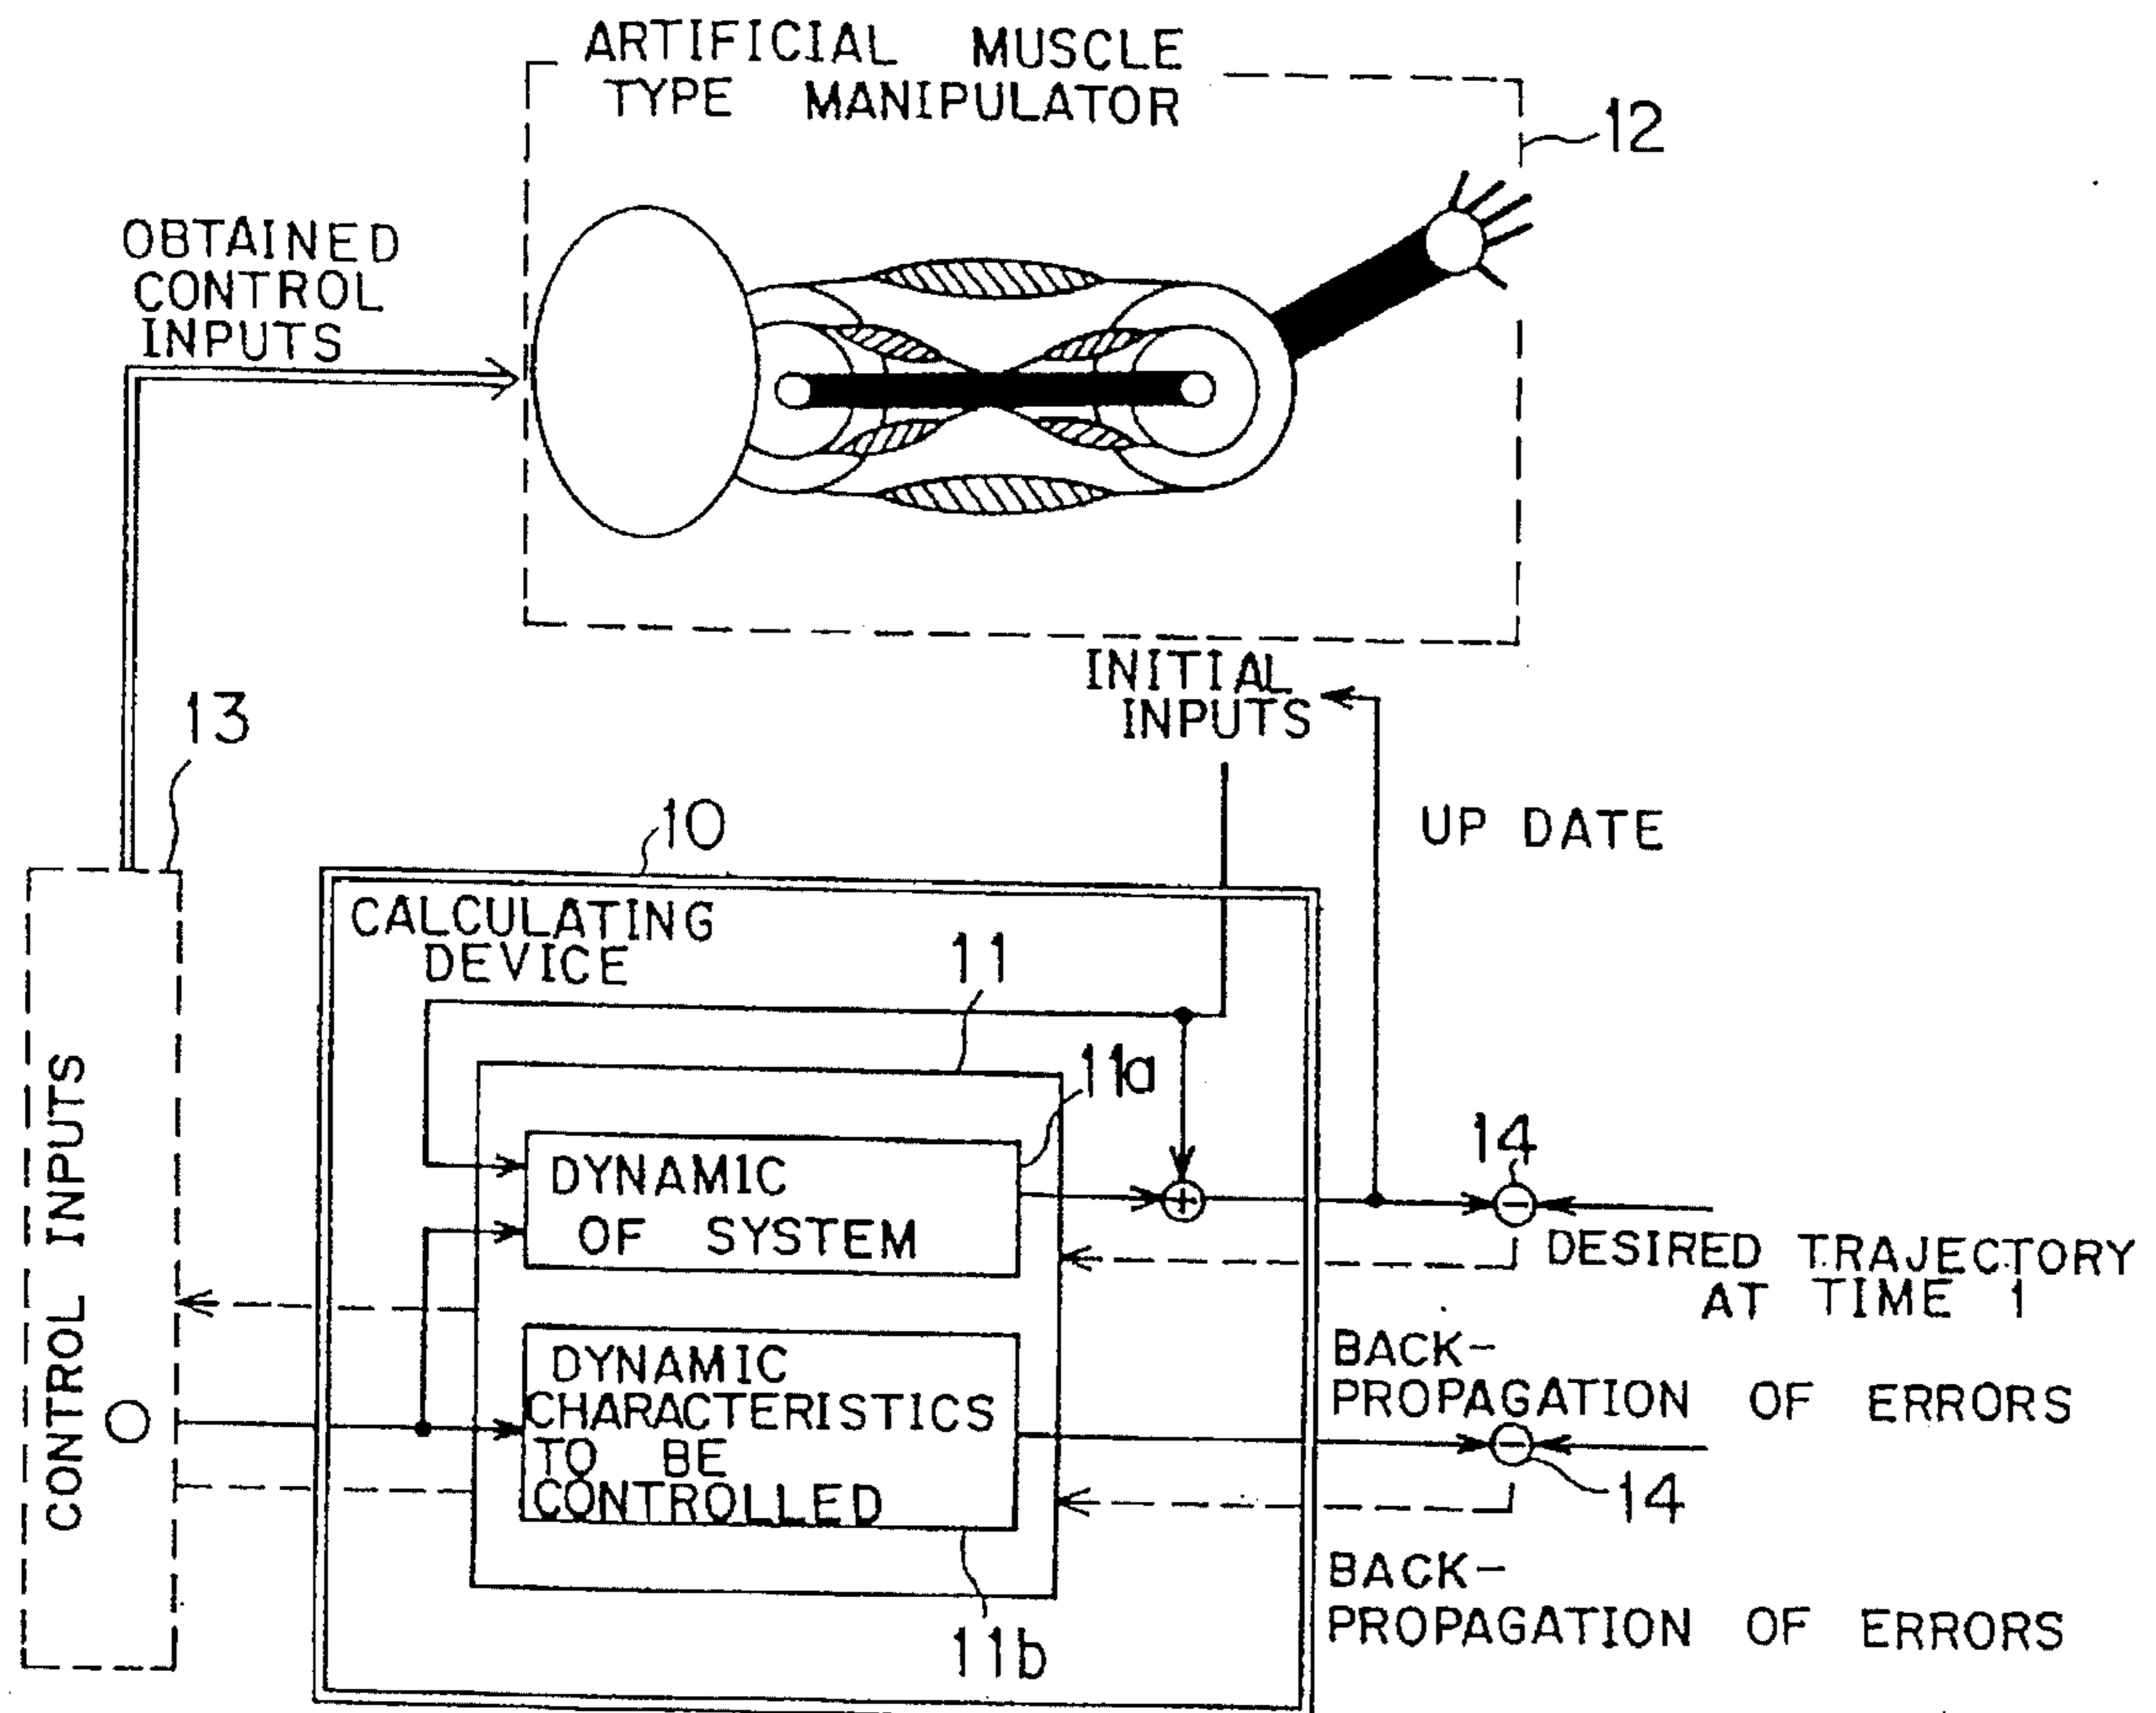 ARTIFICIAL MUSCLE
TYPE MANIPULATOR
12
OBTAINED
CONTROL
INPUTS
INITIAL
INPUTS
UP DATE
13
10
CALCULATING
DEVICE
11
11a
DYNAMIC
OF SYSTEM
14
DESIRED TRAJECTORY
AT TIME 1
CONTROL INPUTS
DYNAMIC
CHARACTERISTICS
TO BE
CONTROLLED
BACK-
PROPAGATION OF ERRORS
14
11b
BACK-
PROPAGATION OF ERRORS